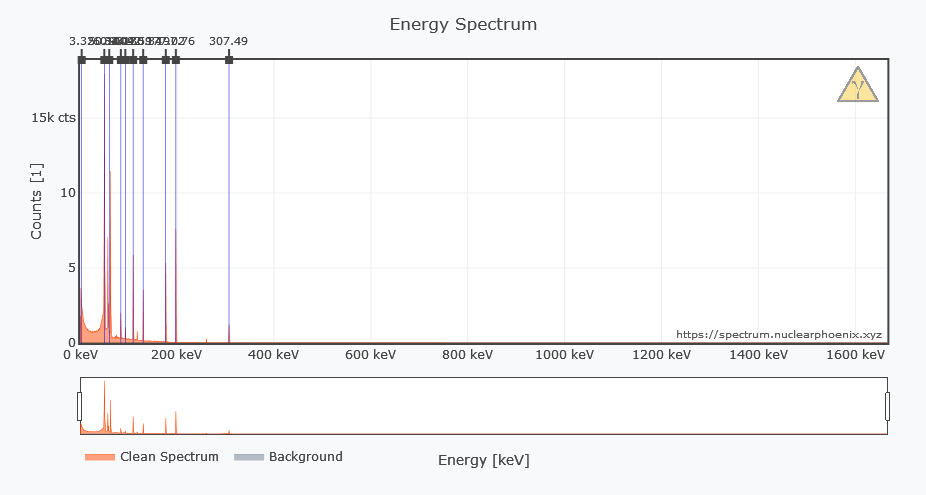 Energy Spectrum
307.49
Counts [1]
15k cts
10
5
0
https://spectrum.nuclearphoenix.xyz
0 keV 200 keV 400 keV 600 keV 800 keV 1000 keV 1200 keV 1400 keV 1600 keV
Clean Spectrum Background
Energy [keV]